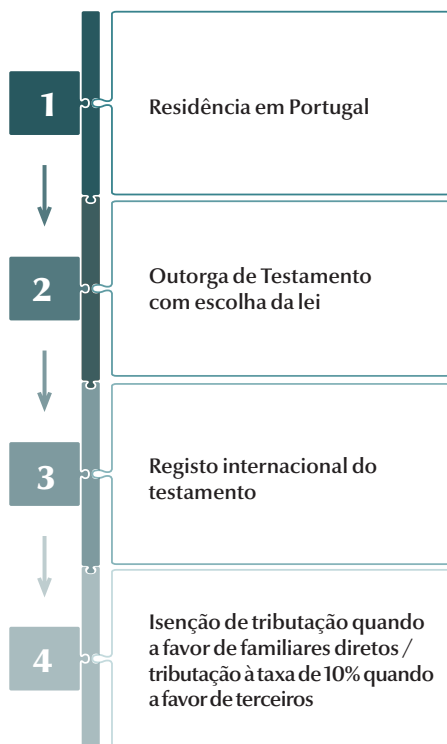 1
Residência em Portugal
2
Outorga de Testamento
com escolha da lei
3
Registo internacional do
testamento
4
Isenção de tributação quando
a favor de familiares diretos /
tributação à taxa de 10% quando
a favor de terceiros